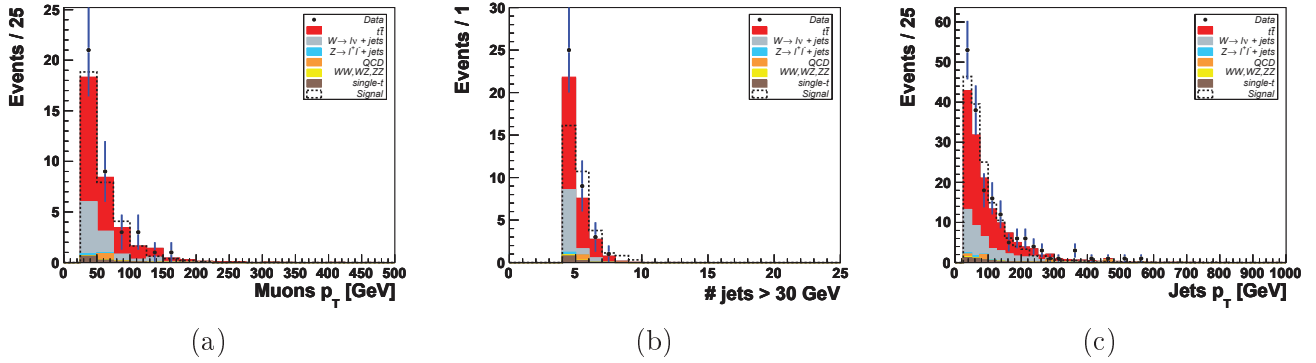 Events / 25
25
20
15
10
5
0
0 50 100 150 200 250 300 350 400 450 500
Muons p_T [GeV]
Data
tt̄
W→ lν + jets
Z→ l⁺l⁻ + jets
QCD
WW,WZ,ZZ
single-t
Signal
(a)
Events / 1
30
25
20
15
10
5
0
0 5 10 15 20 25
# jets > 30 GeV
Data
tt̄
W→ lν + jets
Z→ l⁺l⁻ + jets
QCD
WW,WZ,ZZ
single-t
Signal
(b)
Events / 25
60
50
40
30
20
10
0
0 100 200 300 400 500 600 700 800 900 1000
Jets p_T [GeV]
Data
tt̄
W→ lν + jets
Z→ l⁺l⁻ + jets
QCD
WW,WZ,ZZ
single-t
Signal
(c)